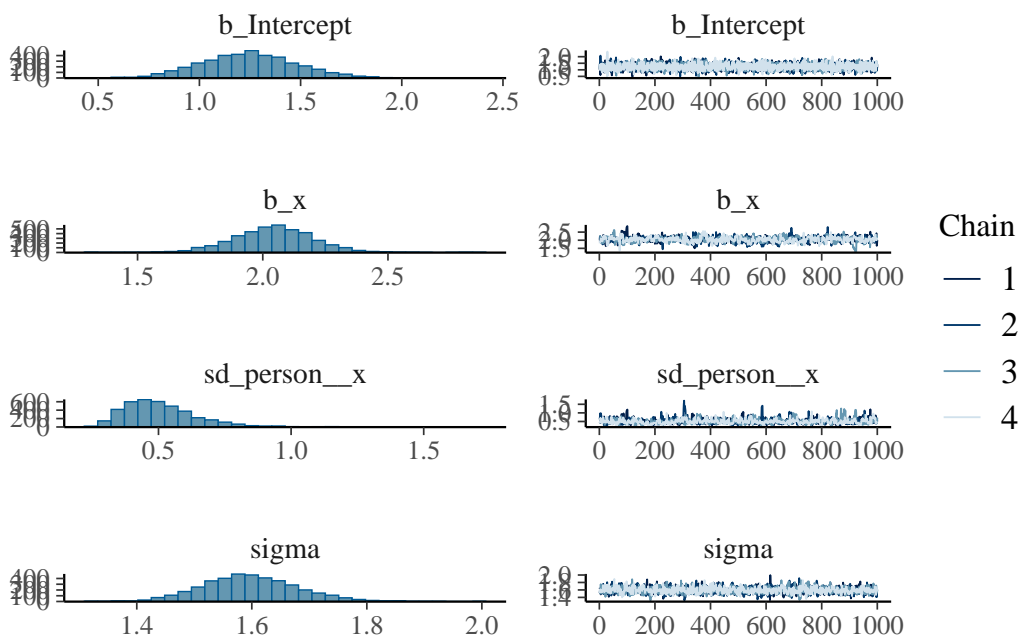 b_Intercept
b_Intercept
0.5 1.0 1.5 2.0 2.5
0 200 400 600 800 1000
b_x
b_x
1.5 2.0 2.5
0 200 400 600 800 1000
Chain
1
2
3
4
sd_person__x
sd_person__x
0.5 1.0 1.5
0 200 400 600 800 1000
sigma
sigma
1.4 1.6 1.8 2.0
0 200 400 600 800 1000